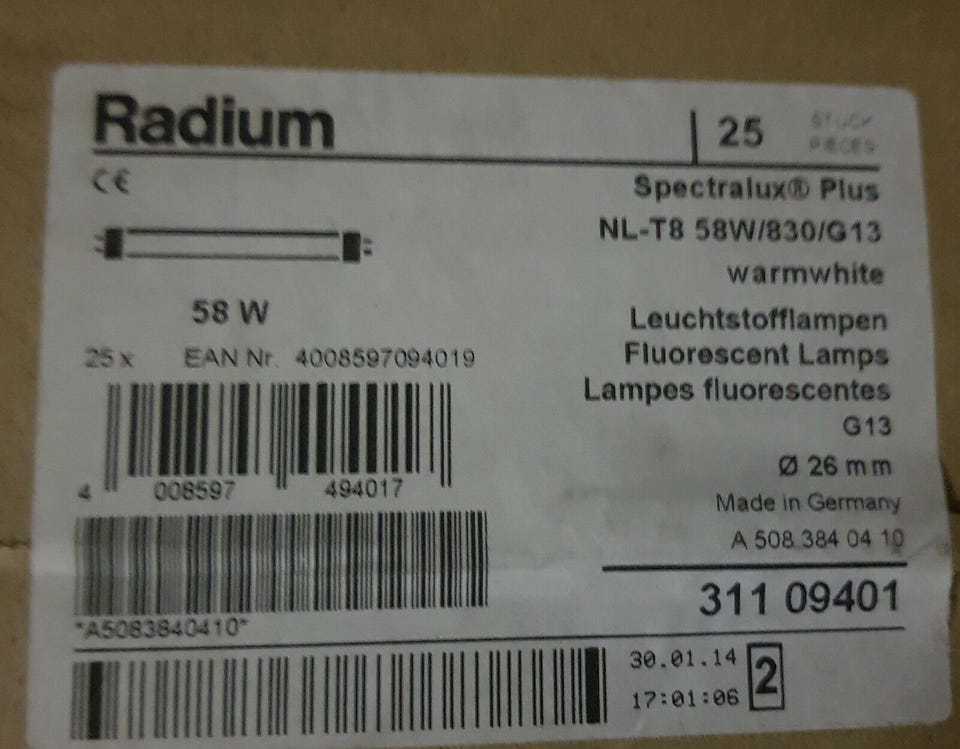 Radium
25 STUCK
PIECES
CE
Spectralux® Plus
NL-T8 58W/830/G13
warmwhite
58 W
Leuchtstofflampen
25 x EAN Nr. 4008597094019
Fluorescent Lamps
Lampes fluorescentes
G13
Ø 26 mm
4 008597 494017
Made in Germany
A 508 384 04 10
311 09401
*A5083840410*
30.01.14
17:01:06
2